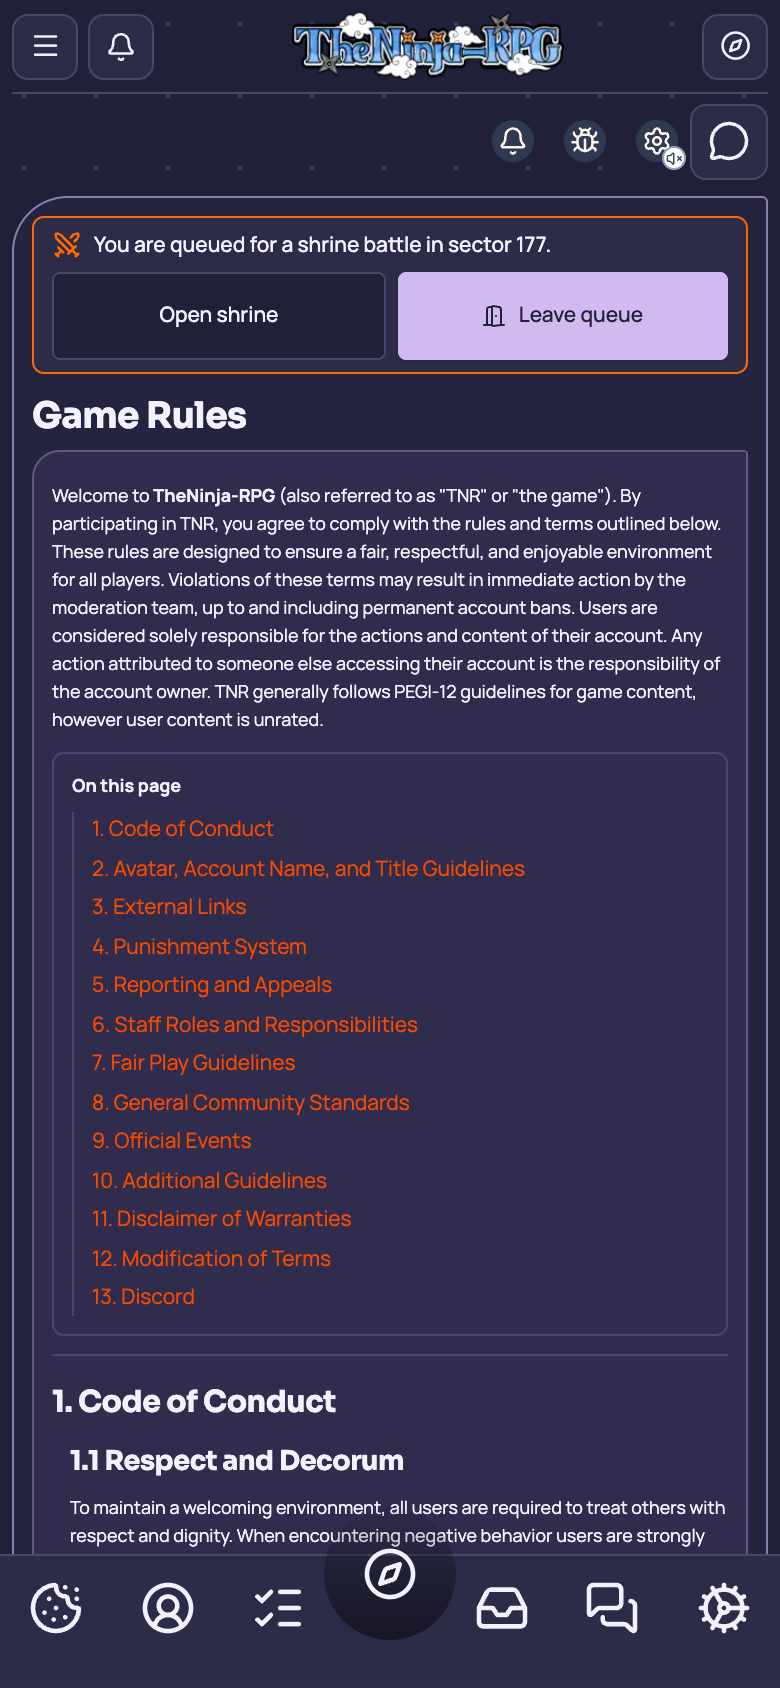 TheNinja-RPG
You are queued for a shrine battle in sector 177.
Open shrine
Leave queue
Game Rules
Welcome to TheNinja-RPG (also referred to as "TNR" or "the game"). By
participating in TNR, you agree to comply with the rules and terms outlined below.
These rules are designed to ensure a fair, respectful, and enjoyable environment
for all players. Violations of these terms may result in immediate action by the
moderation team, up to and including permanent account bans. Users are
considered solely responsible for the actions and content of their account. Any
action attributed to someone else accessing their account is the responsibility of
the account owner. TNR generally follows PEGI-12 guidelines for game content,
however user content is unrated.
On this page
1. Code of Conduct
2. Avatar, Account Name, and Title Guidelines
3. External Links
4. Punishment System
5. Reporting and Appeals
6. Staff Roles and Responsibilities
7. Fair Play Guidelines
8. General Community Standards
9. Official Events
10. Additional Guidelines
11. Disclaimer of Warranties
12. Modification of Terms
13. Discord
1. Code of Conduct
1.1 Respect and Decorum
To maintain a welcoming environment, all users are required to treat others with
respect and dignity. When encountering negative behavior users are strongly